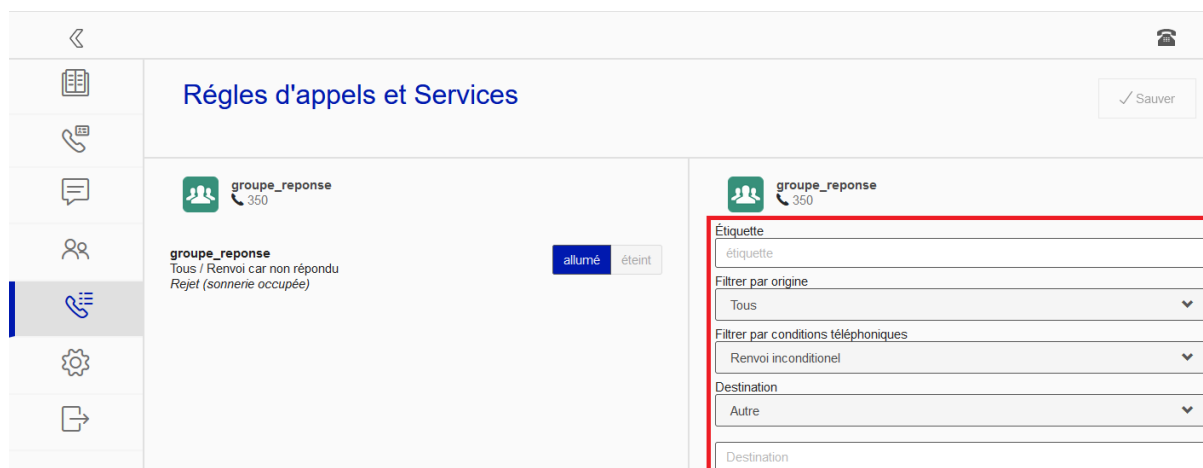 Régles d'appels et Services
Sauver
groupe_reponse
350
groupe_reponse
Tous / Renvoi car non répondu
Rejet (sonnerie occupée)
allumé éteint
groupe_reponse
350
Étiquette
étiquette
Filtrer par origine
Tous
Filtrer par conditions téléphoniques
Renvoi inconditionel
Destination
Autre
Destination